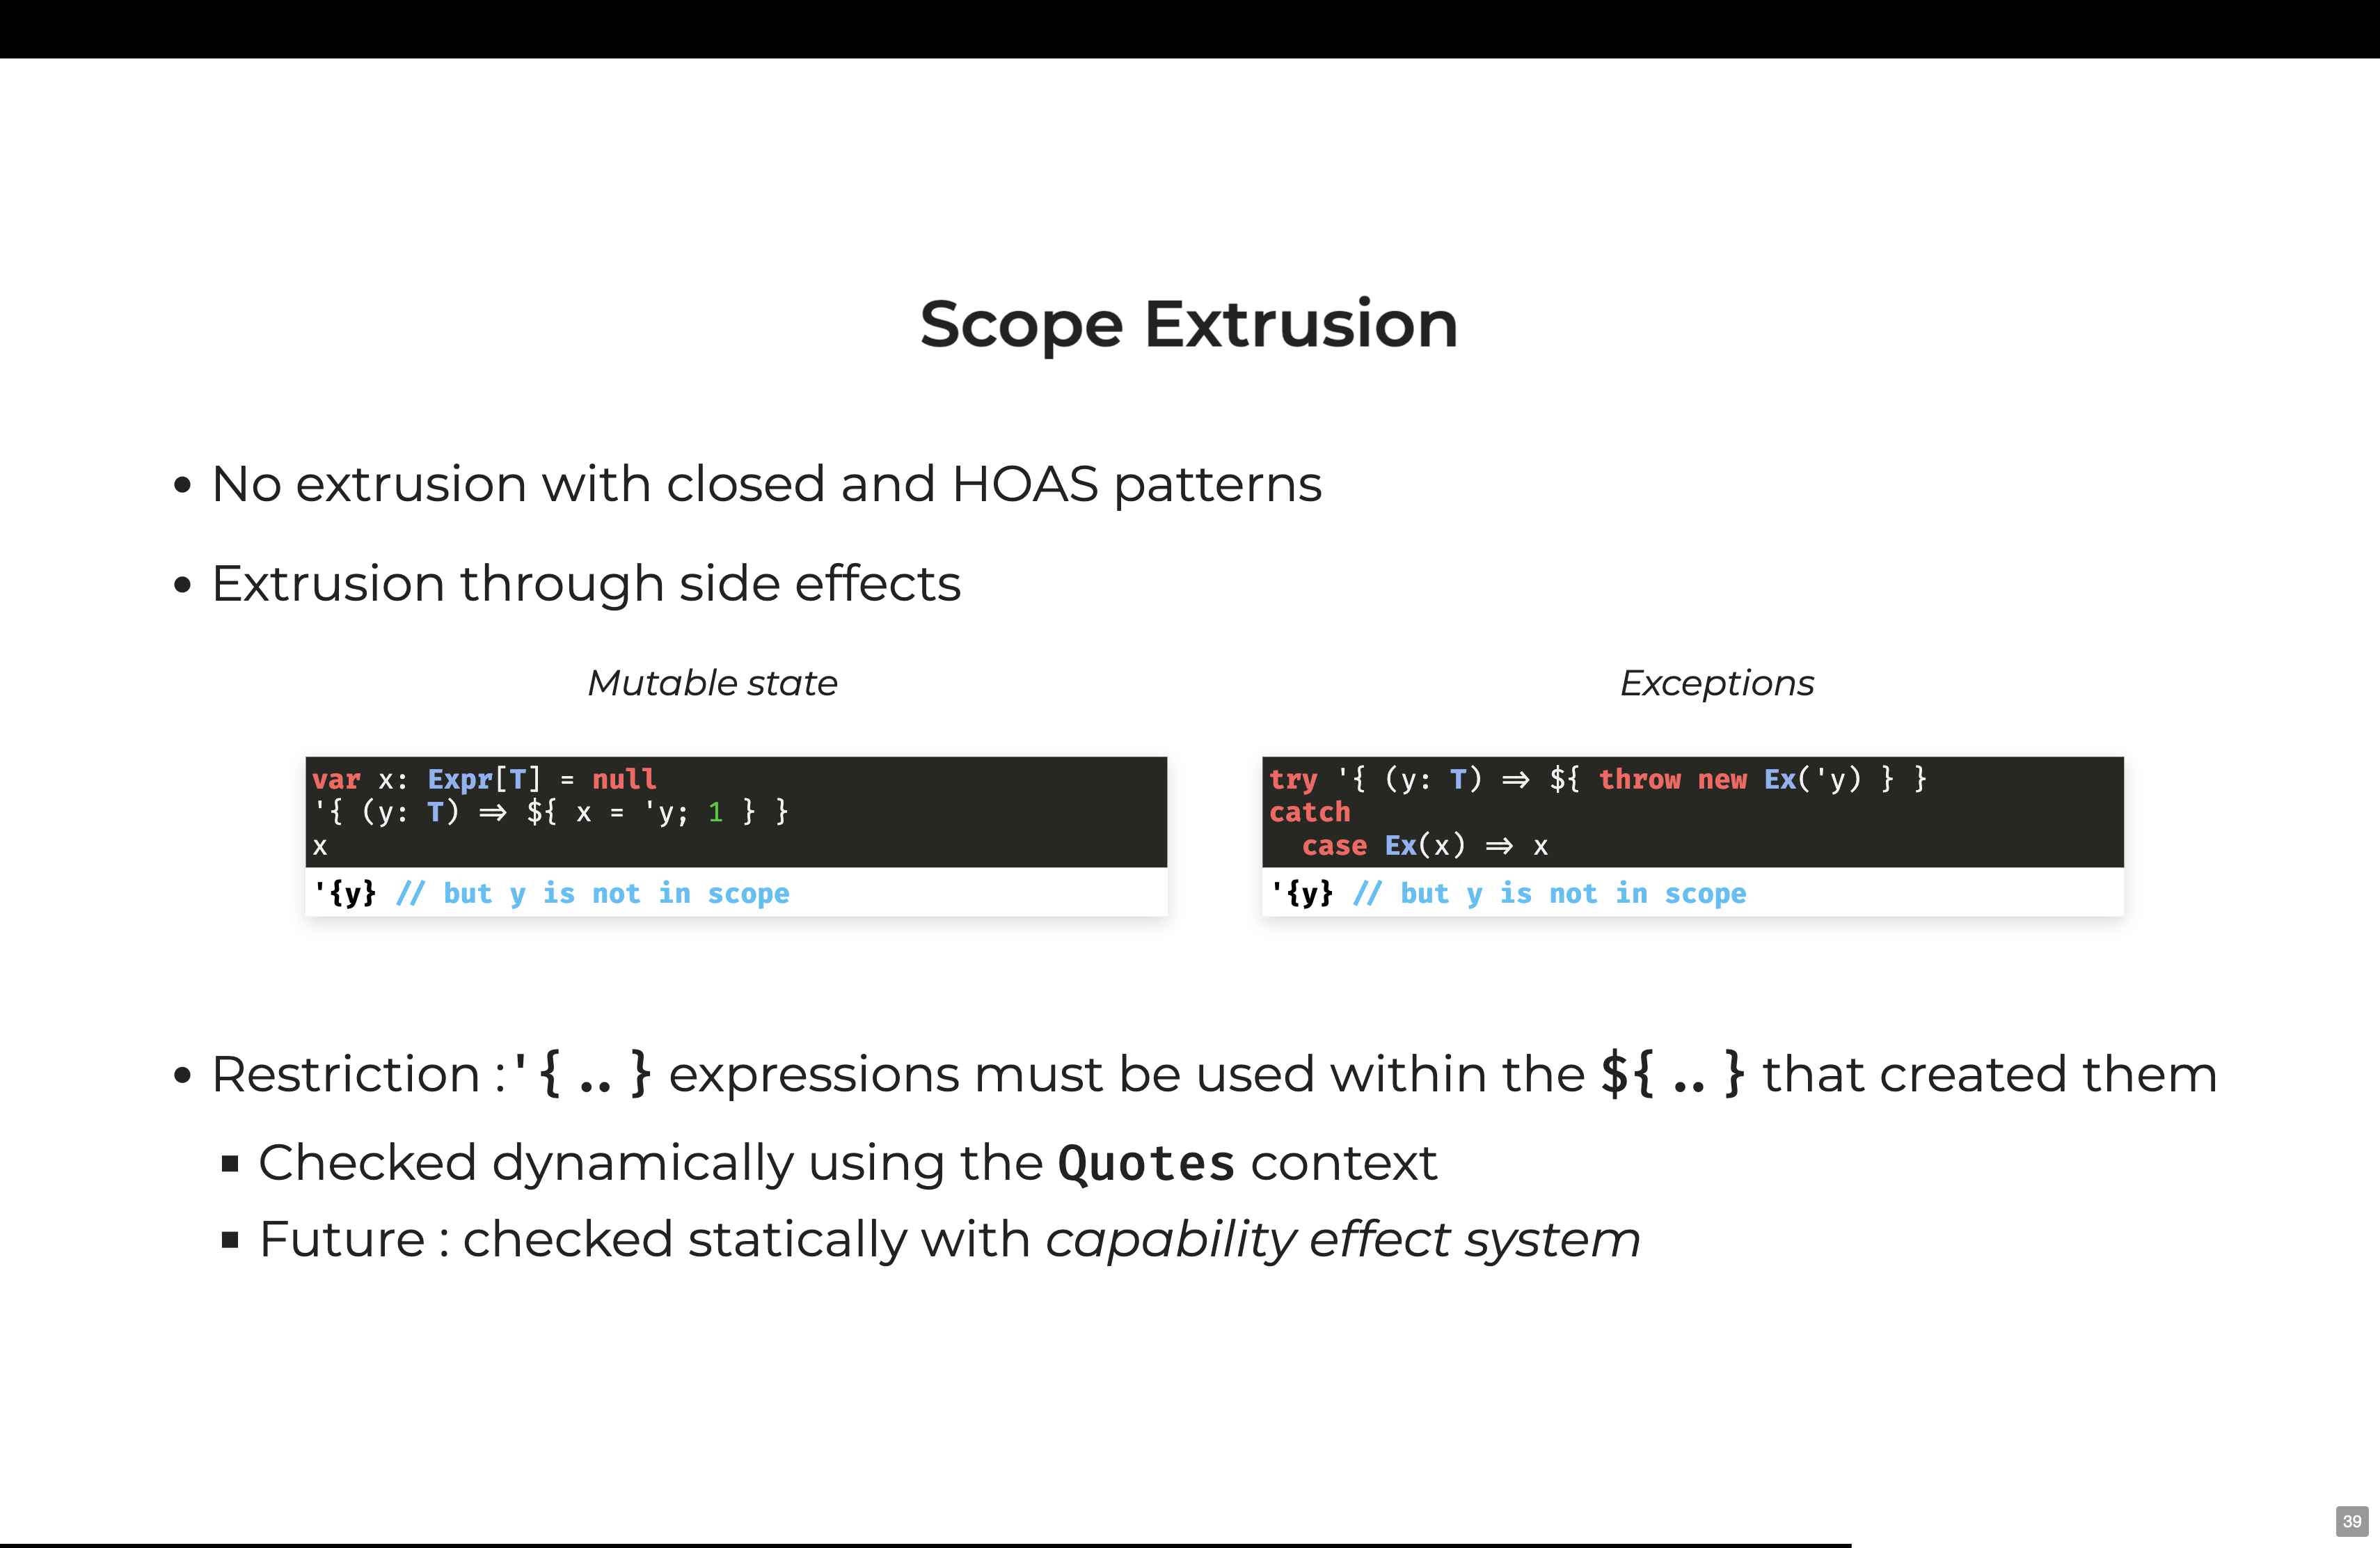 Scope Extrusion
No extrusion with closed and HOAS patterns
Extrusion through side effects
Mutable state
var x: Expr[T] = null
'{ (y: T) ⇒ ${ x = 'y; 1 } }
x
'{y} // but y is not in scope
Exceptions
try '{ (y: T) ⇒ ${ throw new Ex('y) } }
catch
  case Ex(x) ⇒ x
'{y} // but y is not in scope
Restriction : '{ .. } expressions must be used within the ${ .. } that created them
Checked dynamically using the Quotes context
Future : checked statically with capability effect system
39